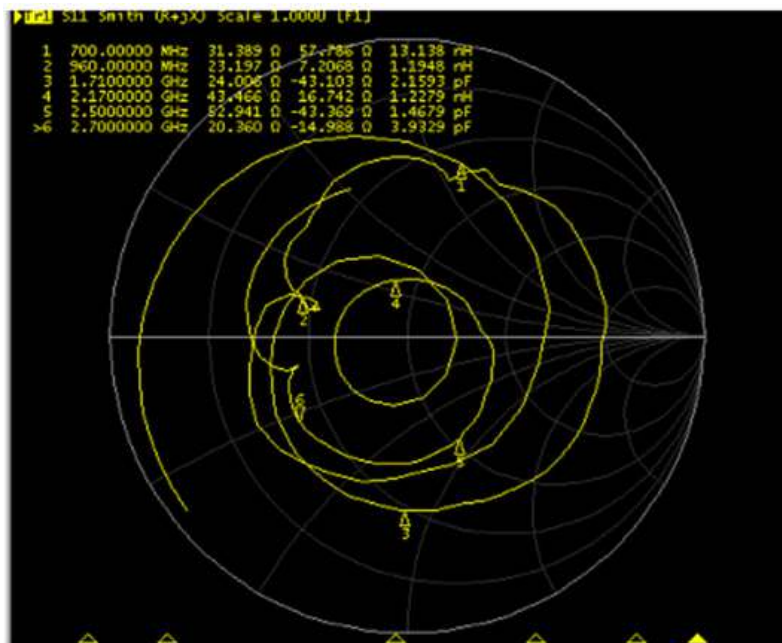 Tr1 S11 Smith (R+jX) Scale 1.000U [F1]
1 700.00000 MHz 31.389 Ω 57.786 Ω 13.138 nH
2 960.00000 MHz 23.197 Ω 7.2068 Ω 1.1948 nH
3 1.7100000 GHz 24.006 Ω -43.103 Ω 2.1593 pF
4 2.1700000 GHz 43.466 Ω 16.742 Ω 1.2279 nH
5 2.5000000 GHz 52.941 Ω -43.369 Ω 1.4679 pF
>6 2.7000000 GHz 20.360 Ω -14.988 Ω 3.9329 pF
1
4
2
6
5
3